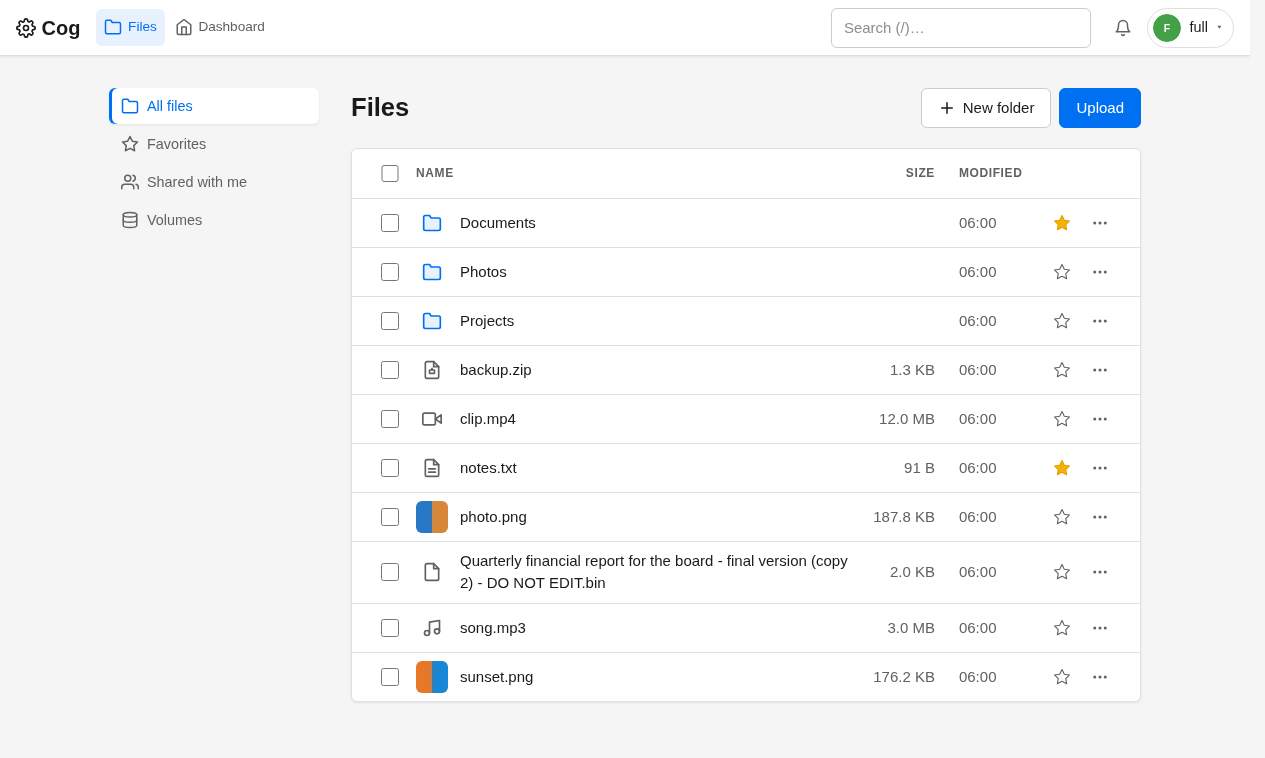 Cog
Files
Dashboard
Search (/)…
F
full
All files
Favorites
Shared with me
Volumes
Files
New folder
Upload
NAME SIZE MODIFIED
Documents 06:00
Photos 06:00
Projects 06:00
backup.zip 1.3 KB 06:00
clip.mp4 12.0 MB 06:00
notes.txt 91 B 06:00
photo.png 187.8 KB 06:00
Quarterly financial report for the board - final version (copy
2) - DO NOT EDIT.bin 2.0 KB 06:00
song.mp3 3.0 MB 06:00
sunset.png 176.2 KB 06:00